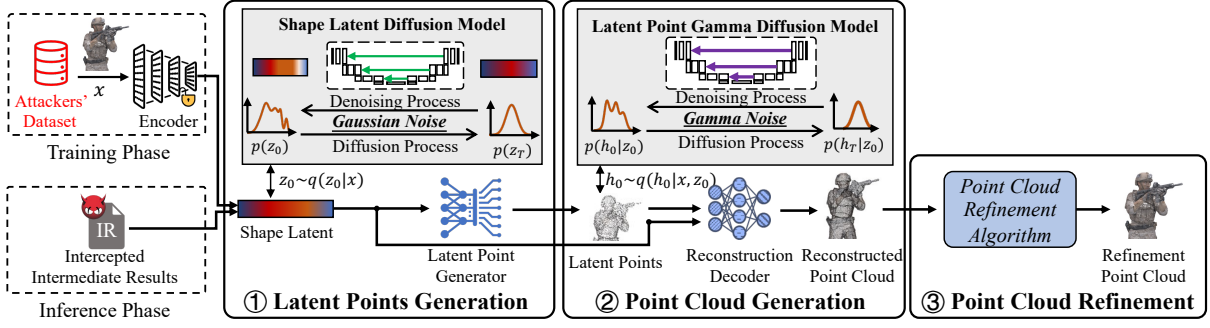 Attackers'
Dataset
x
Encoder
Training Phase
IR
Intercepted
Intermediate Results
Inference Phase
Shape Latent Diffusion Model
Denoising Process
Gaussian Noise
Diffusion Process
p(z₀)
p(z_T)
z₀~q(z₀|x)
Shape Latent
Latent Point
Generator
① Latent Points Generation
Latent Point Gamma Diffusion Model
Denoising Process
Gamma Noise
Diffusion Process
p(h₀|z₀)
p(h_T|z₀)
h₀~q(h₀|x, z₀)
Latent Points
Reconstruction
Decoder
Reconstructed
Point Cloud
② Point Cloud Generation
Point Cloud
Refinement
Algorithm
Refinement
Point Cloud
③ Point Cloud Refinement